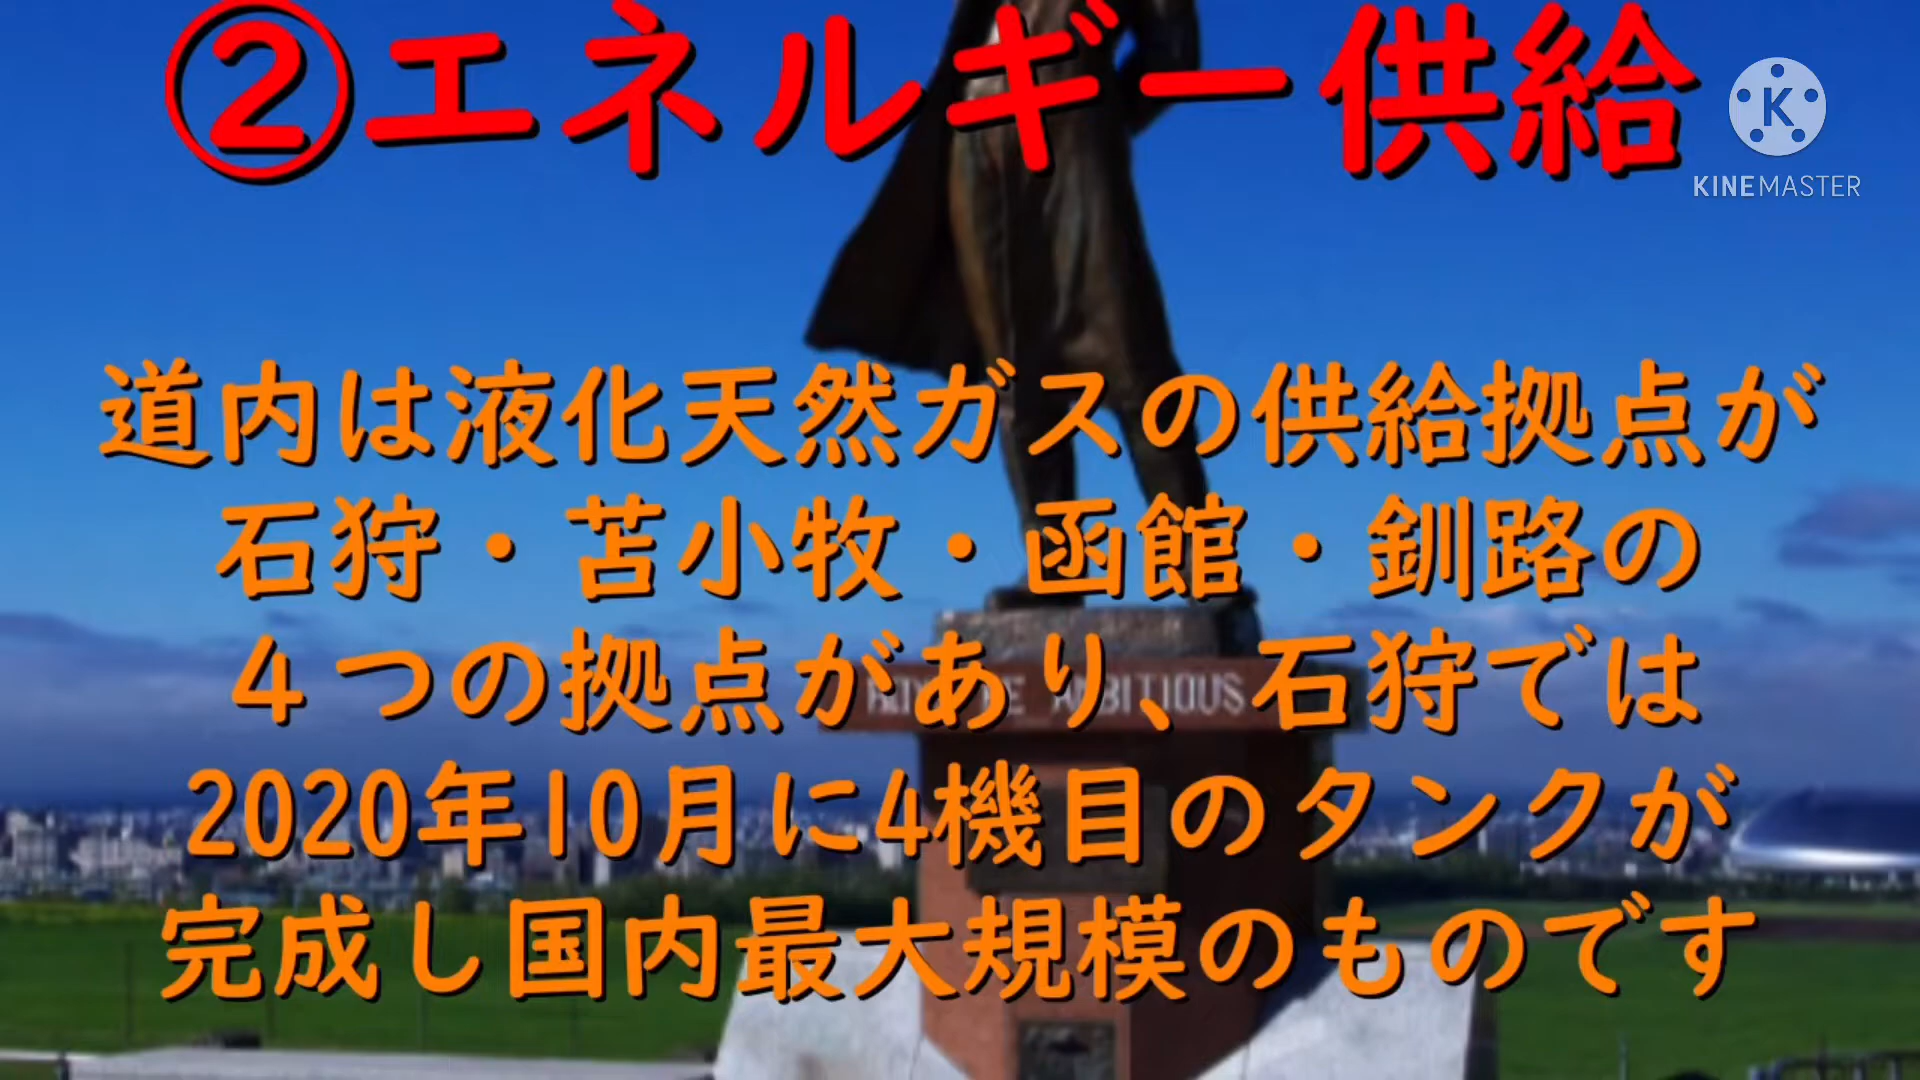 ②エネルギー供給
KINEMASTER
道内は液化天然ガスの供給拠点が
石狩・苫小牧・函館・釧路の
４つの拠点があり、石狩では
AMBITIOUS
2020年10月に4機目のタンクが
完成し国内最大規模のものです